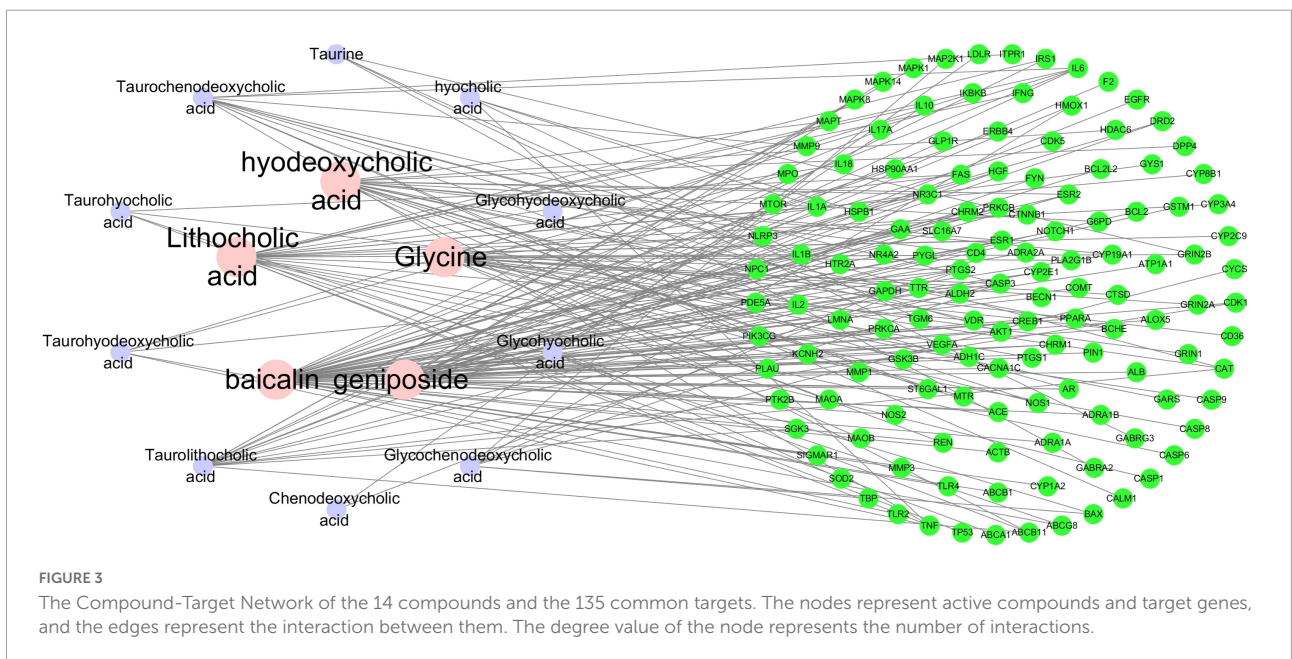 Taurine
Taurochenodeoxycholic
acid
hyocholic
acid
hyodeoxycholic
acid
Taurohyocholic
acid
Glycohyodeoxycholic
acid
Lithocholic
acid
Glycine
Taurohyodeoxycholic
acid
Glycohyocholic
acid
baicalin
geniposide
Taurolithocholic
acid
Glycochenodeoxycholic
acid
Chenodeoxycholic
acid
LDLR
ITPR1
MAP2K1
IRS1
MAPK1
IL6
MAPK14
F2
MAPK8
IKBKB
IFNG
EGFR
IL10
HMOX1
MAPT
DRD2
IL17A
ERBB4
HDAC6
GLP1R
CDK5
MMP9
DPP4
IL18
HSP90AA1
BCL2L2
GYS1
MPO
FAS
HGF
FYN
CYP8B1
NR3C1
ESR2
MTOR
IL1A
HSPB1
CHRM2
PRKCB
CTNNB1
BCL2
GSTM1
CYP3A4
G6PD
GAA
SLC16A7
NOTCH1
NLRP3
ESR1
CYP2C9
IL1B
NR4A2
PYGL
CD4
ADRA2A
CYP19A1
GRIN2B
HTR2A
PLA2G1B
ATP1A1
NPC1
PTGS2
CYP2E1
CYCS
CASP3
GAPDH
TTR
ALDH2
COMT
BECN1
CTSD
PDE5A
IL2
GRIN2A
CDK1
LMNA
TGM6
VDR
CREB1
PPARA
ALOX5
PRKCA
AKT1
BCHE
PIK3CG
CD36
VEGFA
CHRM1
KCNH2
ADH1C
PTGS1
PIN1
GRIN1
GSK3B
CACNA1C
PLAU
MMP1
ALB
CAT
ST6GAL1
AR
PTK2B
MAOA
MTR
NOS1
GARS
CASP9
NOS2
ACE
ADRA1B
SGK3
CASP8
MAOB
REN
ADRA1A
GABRG3
SIGMAR1
ACTB
CASP6
MMP3
GABRA2
SOD2
CASP1
TLR4
ABCB1
CYP1A2
TBP
CALM1
TLR2
BAX
TNF
TP53
ABCA1
ABCB11
ABCG8
FIGURE 3
The Compound-Target Network of the 14 compounds and the 135 common targets. The nodes represent active compounds and target genes,
and the edges represent the interaction between them. The degree value of the node represents the number of interactions.